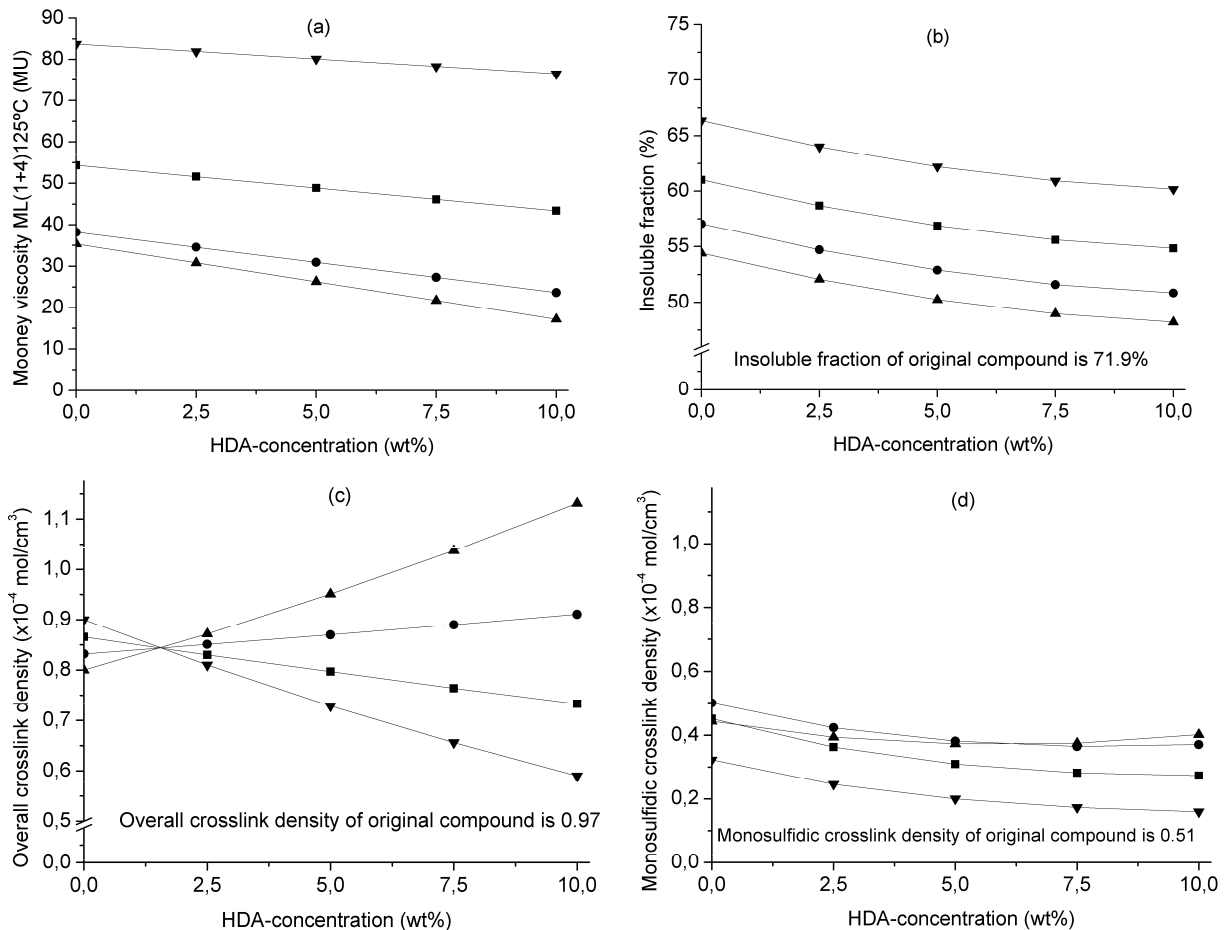 (a)
Mooney viscosity ML(1+4)125ºC (MU)
90
80
70
60
50
40
30
20
10
0
0,0 2,5 5,0 7,5 10,0
HDA-concentration (wt%)
(b)
Insoluble fraction (%)
75
70
65
60
55
50
0
Insoluble fraction of original compound is 71.9%
0,0 2,5 5,0 7,5 10,0
HDA-concentration (wt%)
(c)
Overall crosslink density (x10⁻⁴ mol/cm³)
1,1
1,0
0,9
0,8
0,7
0,6
0,5
0,0
Overall crosslink density of original compound is 0.97
0,0 2,5 5,0 7,5 10,0
HDA-concentration (wt%)
(d)
Monosulfidic crosslink density (x10⁻⁴ mol/cm³)
1,0
0,8
0,6
0,4
0,2
0,0
Monosulfidic crosslink density of original compound is 0.51
0,0 2,5 5,0 7,5 10,0
HDA-concentration (wt%)